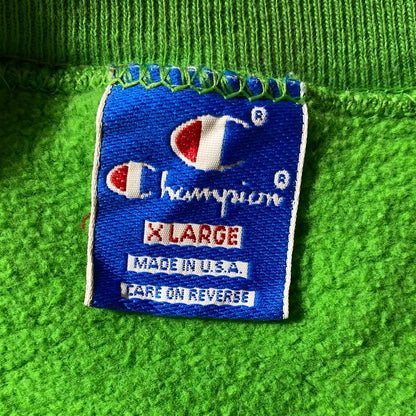 ®
Champion®
X LARGE
MADE IN U.S.A.
CARE ON REVERSE